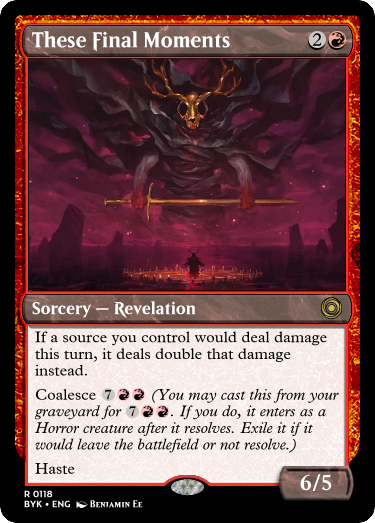 These Final Moments 2
Sorcery — Revelation
If a source you control would deal damage
this turn, it deals double that damage
instead.
Coalesce 7 (You may cast this from your
graveyard for 7. If you do, it enters as a
Horror creature after it resolves. Exile it if it
would leave the battlefield or not resolve.)
Haste
6/5
R 0118
BYK • ENG Benjamin Ee